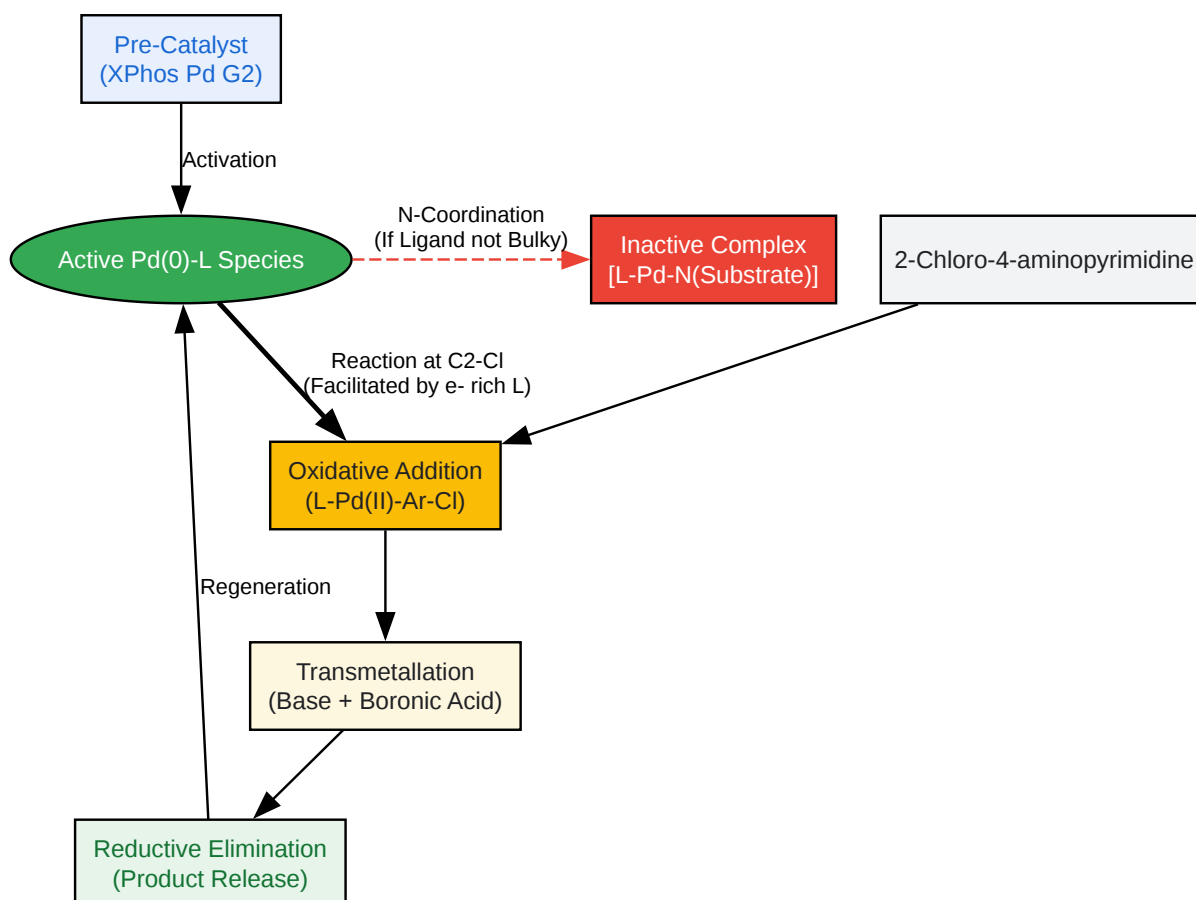 Pre-Catalyst
(XPhos Pd G2)
Activation
Active Pd(0)-L Species
N-Coordination
(If Ligand not Bulky)
Inactive Complex
[L-Pd-N(Substrate)]
2-Chloro-4-aminopyrimidine
Reaction at C2-Cl
(Facilitated by e- rich L)
Oxidative Addition
(L-Pd(II)-Ar-Cl)
Regeneration
Transmetallation
(Base + Boronic Acid)
Reductive Elimination
(Product Release)